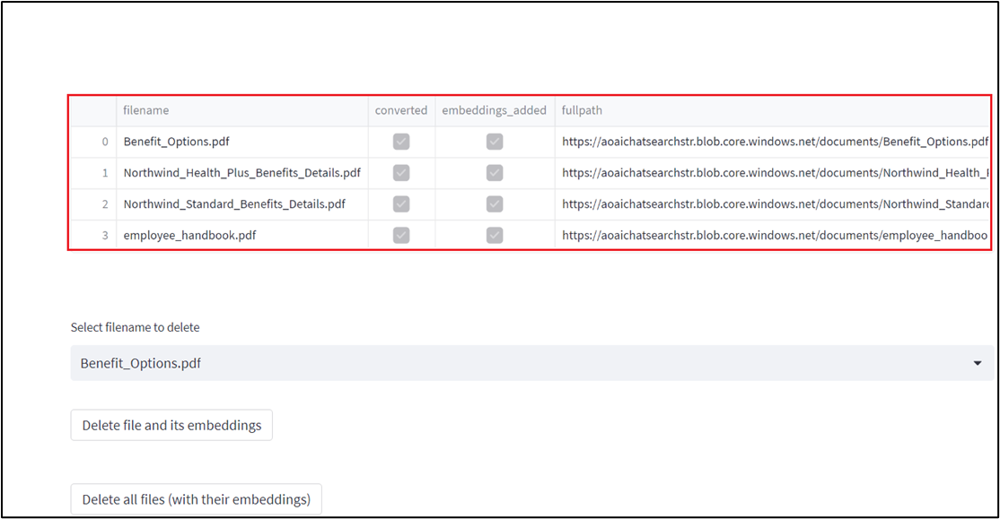 filename converted embeddings_added fullpath
0 Benefit_Options.pdf https://aoaichatsearchstr.blob.core.windows.net/documents/Benefit_Options.pdf
1 Northwind_Health_Plus_Benefits_Details.pdf https://aoaichatsearchstr.blob.core.windows.net/documents/Northwind_Health_
2 Northwind_Standard_Benefits_Details.pdf https://aoaichatsearchstr.blob.core.windows.net/documents/Northwind_Standard
3 employee_handbook.pdf https://aoaichatsearchstr.blob.core.windows.net/documents/employee_handboo
Select filename to delete
Benefit_Options.pdf
Delete file and its embeddings
Delete all files (with their embeddings)